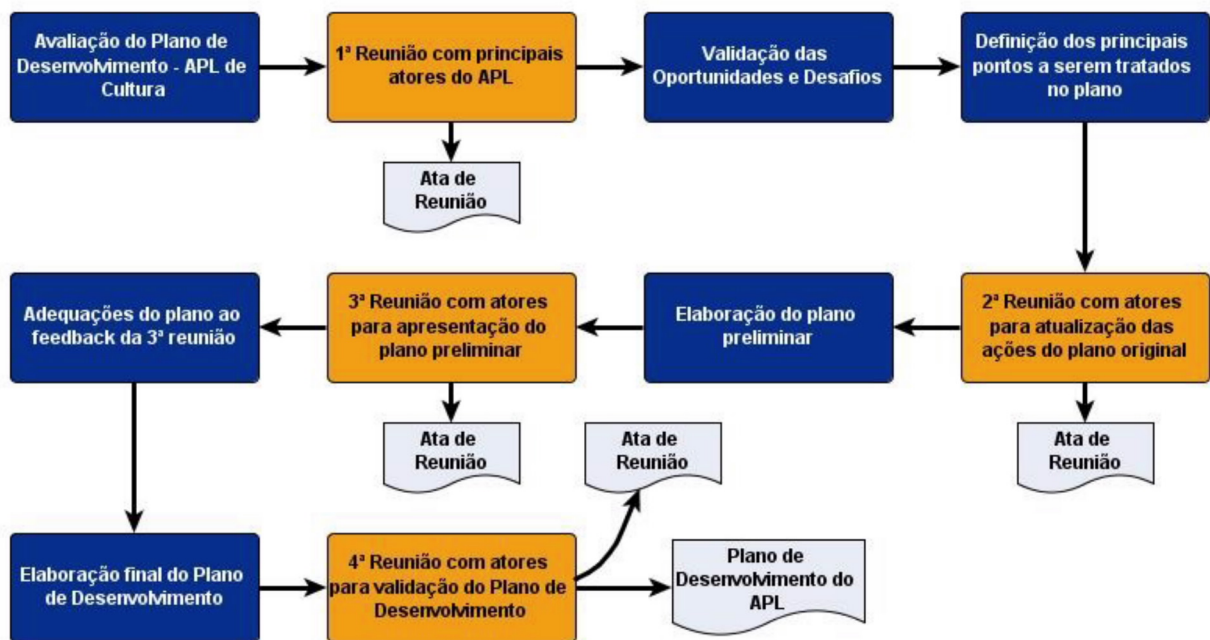 Avaliação do Plano de
Desenvolvimento - APL de
Cultura
1ª Reunião com principais
atores do APL
Validação das
Oportunidades e Desafios
Definição dos principais
pontos a serem tratados
no plano
Ata de
Reunião
2ª Reunião com atores
para atualização das
ações do plano original
Elaboração do plano
preliminar
3ª Reunião com atores
para apresentação do
plano preliminar
Adequações do plano ao
feedback da 3ª reunião
Ata de
Reunião
Ata de
Reunião
Ata de
Reunião
Elaboração final do Plano
de Desenvolvimento
4ª Reunião com atores
para validação do Plano de
Desenvolvimento
Plano de
Desenvolvimento do
APL